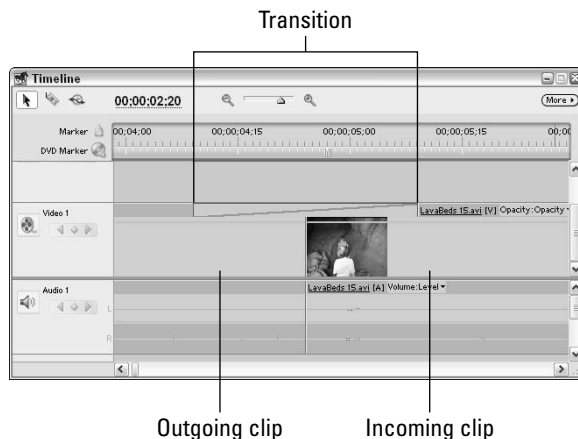 Transition
Timeline
00;00;02;20
More
Marker
00;04;00 00;00;04;15 00;00;05;00 00;00;05;15 00;00
DVD Marker
Video 1
LavaBeds 15.avi [V] Opacity:Opacity
Audio 1
LavaBeds 15.avi [A] Volume:Level
L
R
Outgoing clip Incoming clip